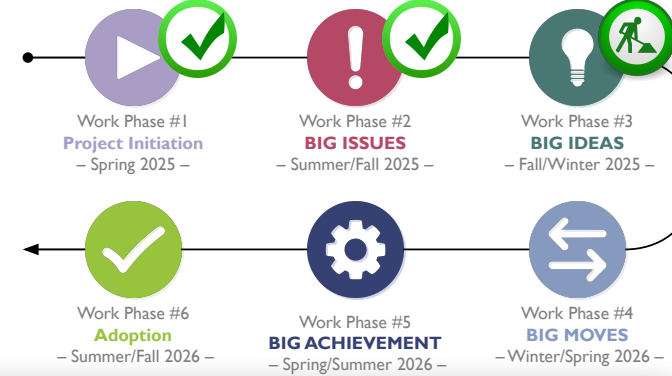 Work Phase #1
Project Initiation
– Spring 2025 –
Work Phase #2
BIG ISSUES
– Summer/Fall 2025 –
Work Phase #3
BIG IDEAS
– Fall/Winter 2025 –
Work Phase #4
BIG MOVES
– Winter/Spring 2026 –
Work Phase #5
BIG ACHIEVEMENT
– Spring/Summer 2026 –
Work Phase #6
Adoption
– Summer/Fall 2026 –